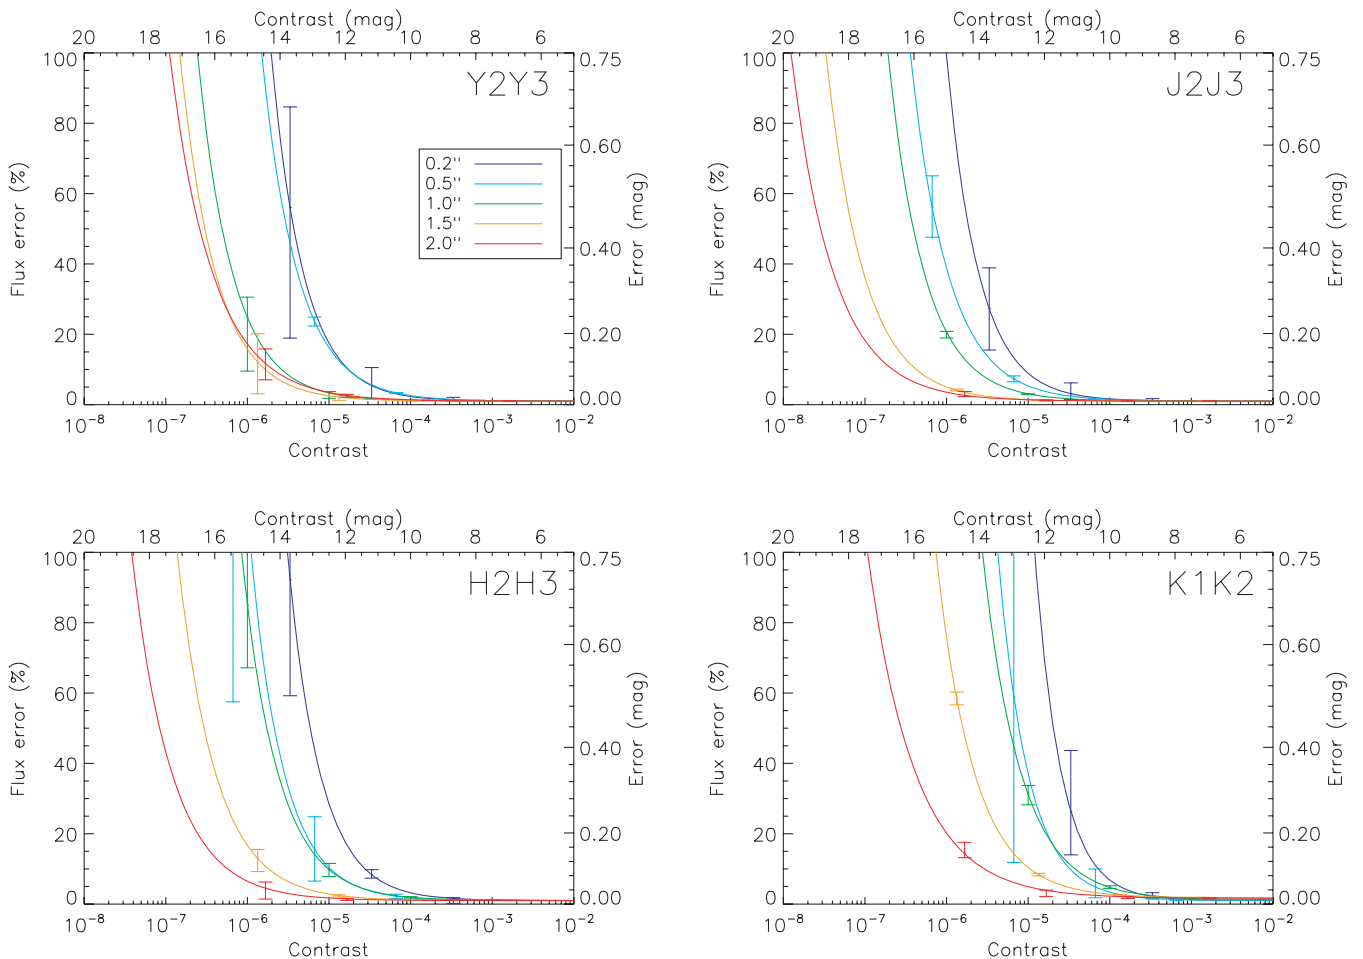 Contrast (mag)
20 18 16 14 12 10 8 6
Y2Y3
100 80 60 40 20 0
Flux error (%)
0.2"
0.5"
1.0"
1.5"
2.0"
0.75 0.60 0.40 0.20 0.00
Error (mag)
10⁻⁸ 10⁻⁷ 10⁻⁶ 10⁻⁵ 10⁻⁴ 10⁻³ 10⁻²
Contrast
Contrast (mag)
20 18 16 14 12 10 8 6
J2J3
100 80 60 40 20 0
Flux error (%)
0.75 0.60 0.40 0.20 0.00
Error (mag)
10⁻⁸ 10⁻⁷ 10⁻⁶ 10⁻⁵ 10⁻⁴ 10⁻³ 10⁻²
Contrast
Contrast (mag)
20 18 16 14 12 10 8 6
H2H3
100 80 60 40 20 0
Flux error (%)
0.75 0.60 0.40 0.20 0.00
Error (mag)
10⁻⁸ 10⁻⁷ 10⁻⁶ 10⁻⁵ 10⁻⁴ 10⁻³ 10⁻²
Contrast
Contrast (mag)
20 18 16 14 12 10 8 6
K1K2
100 80 60 40 20 0
Flux error (%)
0.75 0.60 0.40 0.20 0.00
Error (mag)
10⁻⁸ 10⁻⁷ 10⁻⁶ 10⁻⁵ 10⁻⁴ 10⁻³ 10⁻²
Contrast